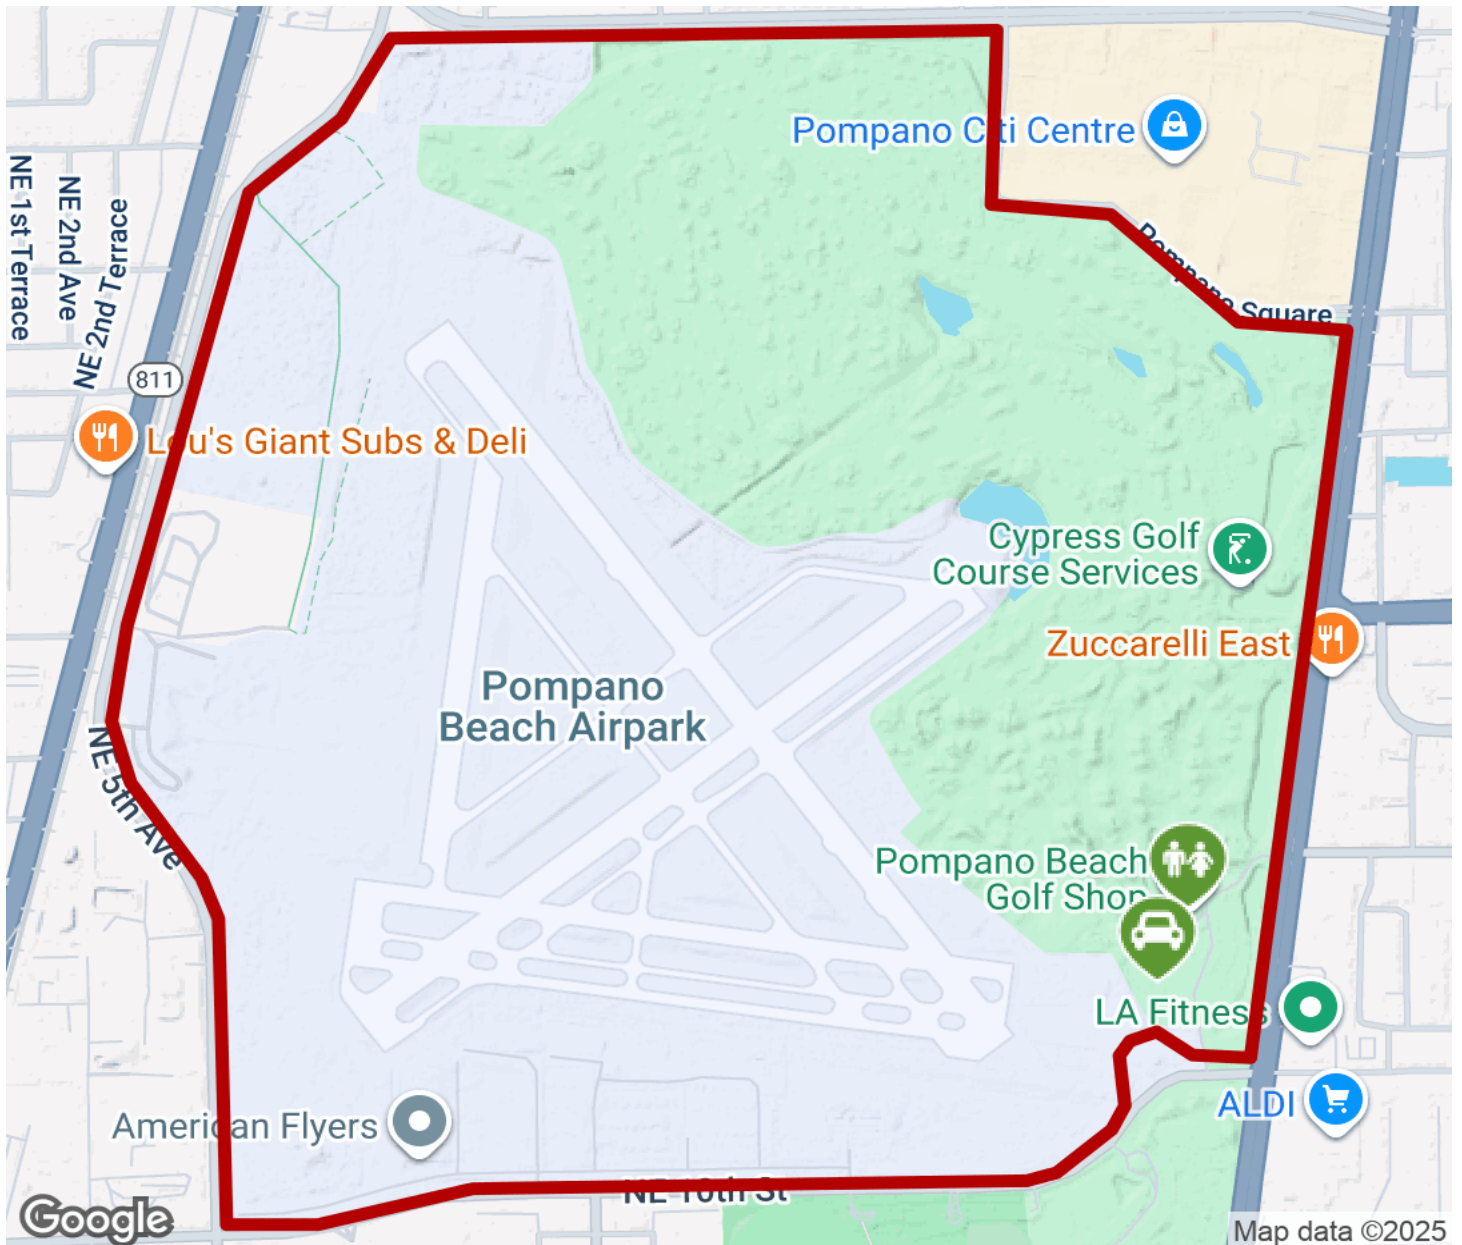 Pompano Citi Centre
NE 1st Terrace
NE 2nd Ave
NE 2nd Terrace
Pompano Square
811
Lou's Giant Subs & Deli
Cypress Golf
Course Services
Zuccarelli East
Pompano
Beach Airpark
NE 5th Ave
Pompano Beach
Golf Shop
LA Fitness
ALDI
American Flyers
NE 10th St
Google
Map data ©2025